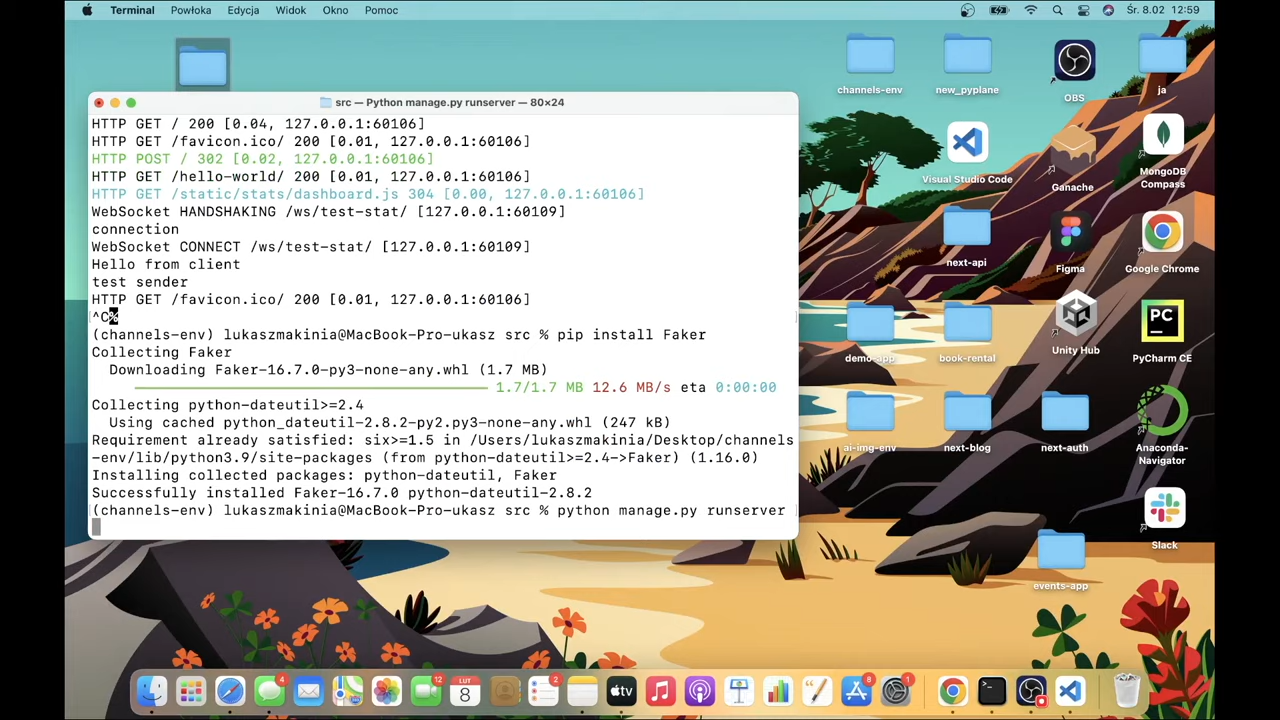 Terminal Powłoka Edycja Widok Okno Pomoc Śr. 8.02 12:59
src — Python manage.py runserver — 80×24
HTTP GET / 200 [0.04, 127.0.0.1:60106]
HTTP GET /favicon.ico/ 200 [0.01, 127.0.0.1:60106]
HTTP POST / 302 [0.02, 127.0.0.1:60106]
HTTP GET /hello-world/ 200 [0.01, 127.0.0.1:60106]
HTTP GET /static/stats/dashboard.js 304 [0.00, 127.0.0.1:60106]
WebSocket HANDSHAKING /ws/test-stat/ [127.0.0.1:60109]
connection
WebSocket CONNECT /ws/test-stat/ [127.0.0.1:60109]
Hello from client
test sender
HTTP GET /favicon.ico/ 200 [0.01, 127.0.0.1:60106]
^C%
(channels-env) lukaszmakinia@MacBook-Pro-ukasz src % pip install Faker
Collecting Faker
Downloading Faker-16.7.0-py3-none-any.whl (1.7 MB)
1.7/1.7 MB 12.6 MB/s eta 0:00:00
Collecting python-dateutil>=2.4
Using cached python_dateutil-2.8.2-py2.py3-none-any.whl (247 kB)
Requirement already satisfied: six>=1.5 in /Users/lukaszmakinia/Desktop/channels
-env/lib/python3.9/site-packages (from python-dateutil>=2.4->Faker) (1.16.0)
Installing collected packages: python-dateutil, Faker
Successfully installed Faker-16.7.0 python-dateutil-2.8.2
(channels-env) lukaszmakinia@MacBook-Pro-ukasz src % python manage.py runserver
channels-env
new_pyplane
OBS
ja
Visual Studio Code
Ganache
MongoDB
Compass
next-api
Figma
Google Chrome
demo-app
book-rental
Unity Hub
PC
PyCharm CE
ai-img-env
next-blog
next-auth
Anaconda-
Navigator
Slack
events-app
4
12
LUT
8
2
tv
8
1